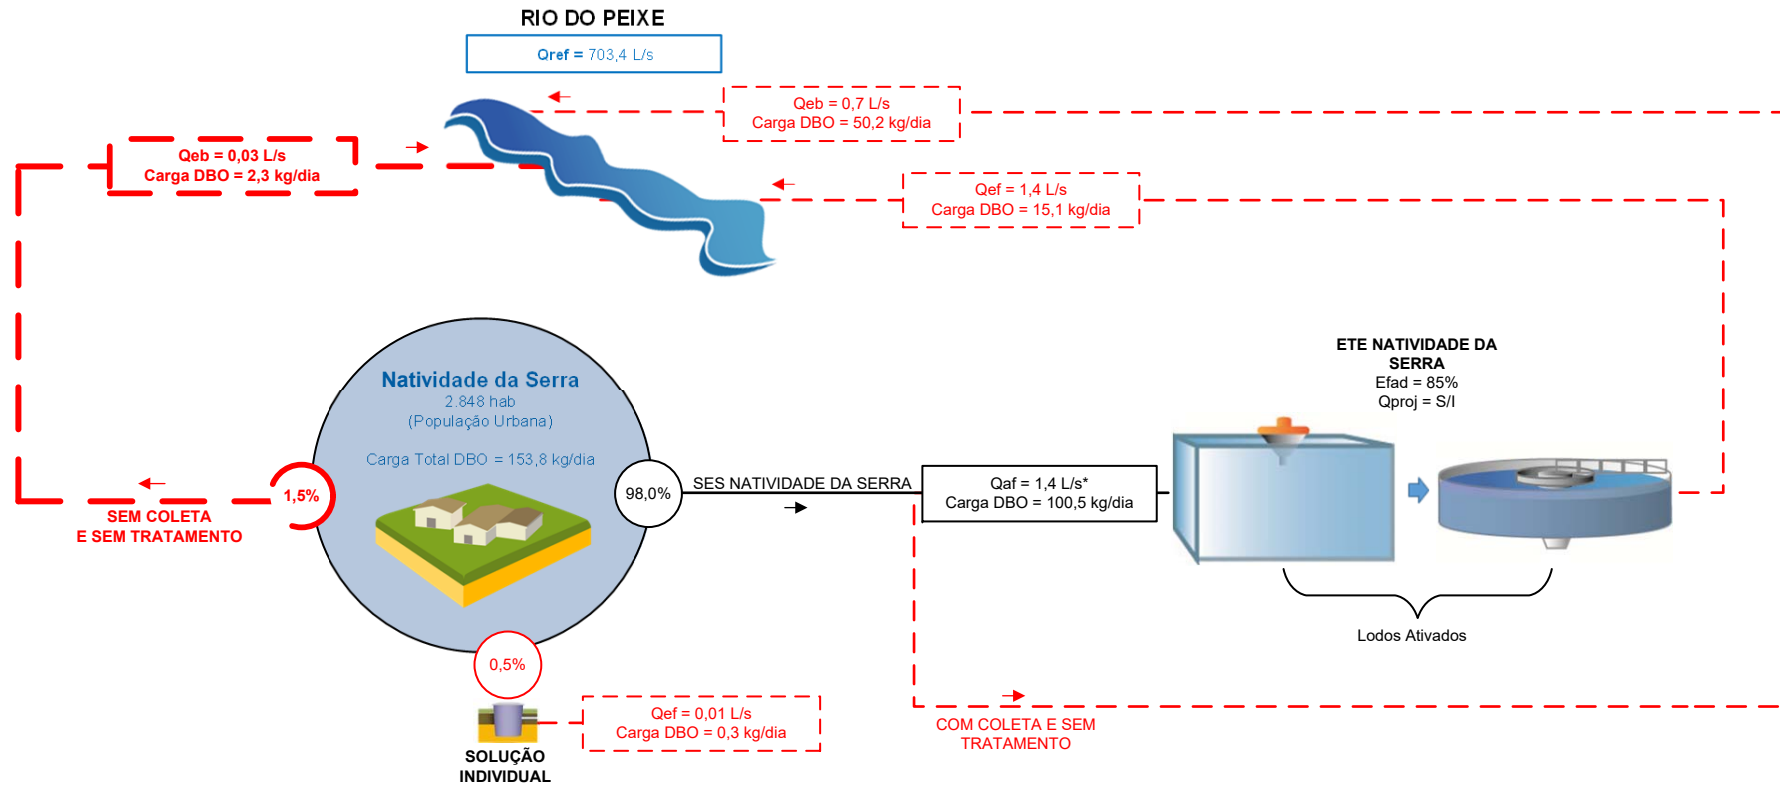 RIO DO PEIXE
Qref = 703,4 L/s
Qeb = 0,7 L/s
Carga DBO = 50,2 kg/dia
Qeb = 0,03 L/s
Carga DBO = 2,3 kg/dia
Qef = 1,4 L/s
Carga DBO = 15,1 kg/dia
ETE NATIVIDADE DA
SERRA
Efad = 85%
Qproj = S/I
Natividade da Serra
2.848 hab
(População Urbana)
Carga Total DBO = 153,8 kg/dia
1,5%
98,0%
SES NATIVIDADE DA SERRA
Qaf = 1,4 L/s*
Carga DBO = 100,5 kg/dia
SEM COLETA
E SEM TRATAMENTO
Lodos Ativados
0,5%
Qef = 0,01 L/s
Carga DBO = 0,3 kg/dia
COM COLETA E SEM
TRATAMENTO
SOLUÇÃO
INDIVIDUAL